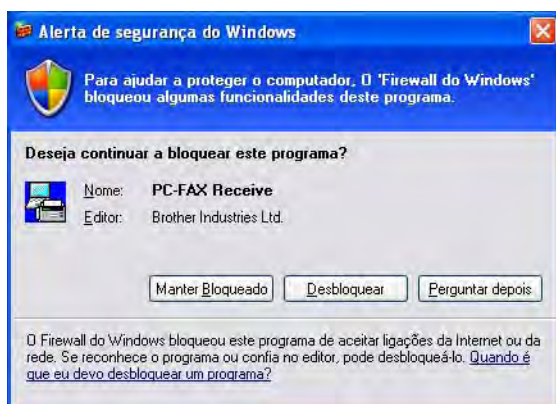 Alerta de segurança do Windows
Para ajudar a proteger o computador, O 'Firewall do Windows'
bloqueou algumas funcionalidades deste programa.
Deseja continuar a bloquear este programa?
Nome: PC-FAX Receive
Editor: Brother Industries Ltd.
Manter Bloqueado Desbloquear Perguntar depois
O Firewall do Windows bloqueou este programa de aceitar ligações da Internet ou da
rede. Se reconhece o programa ou confia no editor, pode desbloqueá-lo. Quando é
que eu devo desbloquear um programa?